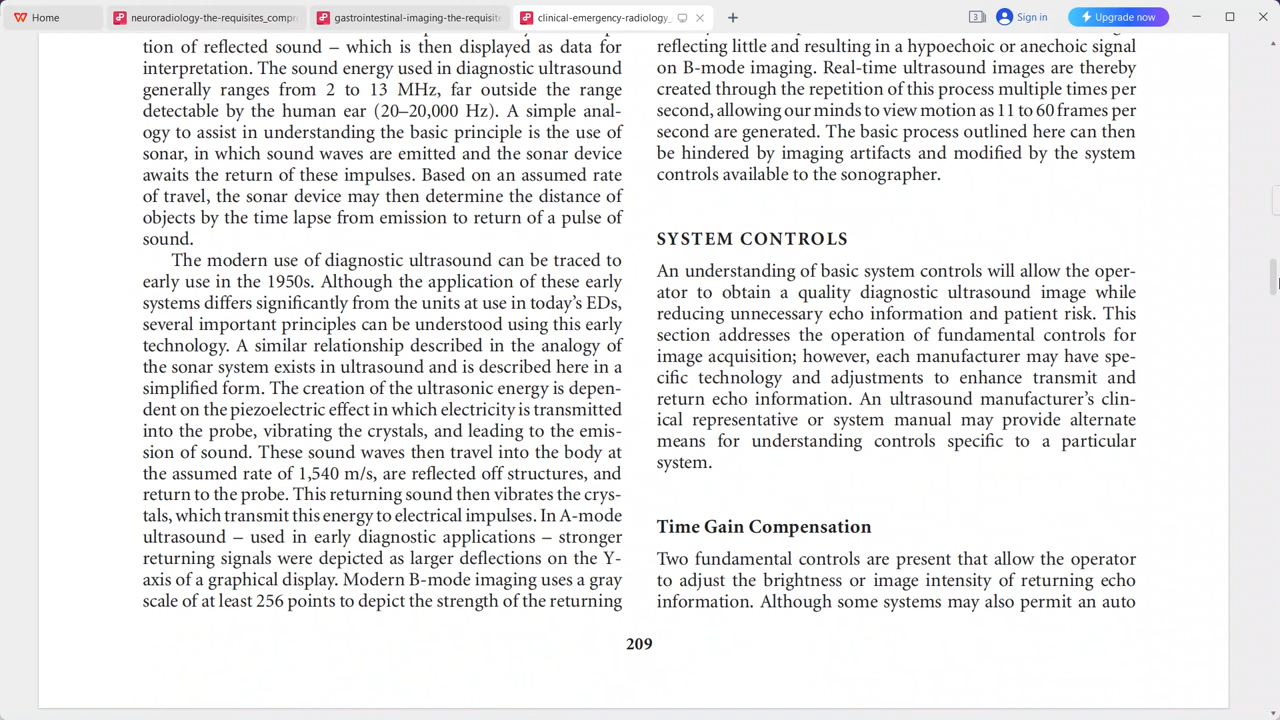 Home
neuroradiology-the-requisites_compr
gastrointestinal-imaging-the-requisite
clinical-emergency-radiology_
3
Sign in
Upgrade now
tion of reflected sound – which is then displayed as data for
interpretation. The sound energy used in diagnostic ultrasound
generally ranges from 2 to 13 MHz, far outside the range
detectable by the human ear (20–20,000 Hz). A simple anal-
ogy to assist in understanding the basic principle is the use of
sonar, in which sound waves are emitted and the sonar device
awaits the return of these impulses. Based on an assumed rate
of travel, the sonar device may then determine the distance of
objects by the time lapse from emission to return of a pulse of
sound.
The modern use of diagnostic ultrasound can be traced to
early use in the 1950s. Although the application of these early
systems differs significantly from the units at use in today's EDs,
several important principles can be understood using this early
technology. A similar relationship described in the analogy of
the sonar system exists in ultrasound and is described here in a
simplified form. The creation of the ultrasonic energy is depen-
dent on the piezoelectric effect in which electricity is transmitted
into the probe, vibrating the crystals, and leading to the emis-
sion of sound. These sound waves then travel into the body at
the assumed rate of 1,540 m/s, are reflected off structures, and
return to the probe. This returning sound then vibrates the crys-
tals, which transmit this energy to electrical impulses. In A-mode
ultrasound – used in early diagnostic applications – stronger
returning signals were depicted as larger deflections on the Y-
axis of a graphical display. Modern B-mode imaging uses a gray
scale of at least 256 points to depict the strength of the returning
reflecting little and resulting in a hypoechoic or anechoic signal
on B-mode imaging. Real-time ultrasound images are thereby
created through the repetition of this process multiple times per
second, allowing our minds to view motion as 11 to 60 frames per
second are generated. The basic process outlined here can then
be hindered by imaging artifacts and modified by the system
controls available to the sonographer.
SYSTEM CONTROLS
An understanding of basic system controls will allow the oper-
ator to obtain a quality diagnostic ultrasound image while
reducing unnecessary echo information and patient risk. This
section addresses the operation of fundamental controls for
image acquisition; however, each manufacturer may have spe-
cific technology and adjustments to enhance transmit and
return echo information. An ultrasound manufacturer's clin-
ical representative or system manual may provide alternate
means for understanding controls specific to a particular
system.
Time Gain Compensation
Two fundamental controls are present that allow the operator
to adjust the brightness or image intensity of returning echo
information. Although some systems may also permit an auto
209